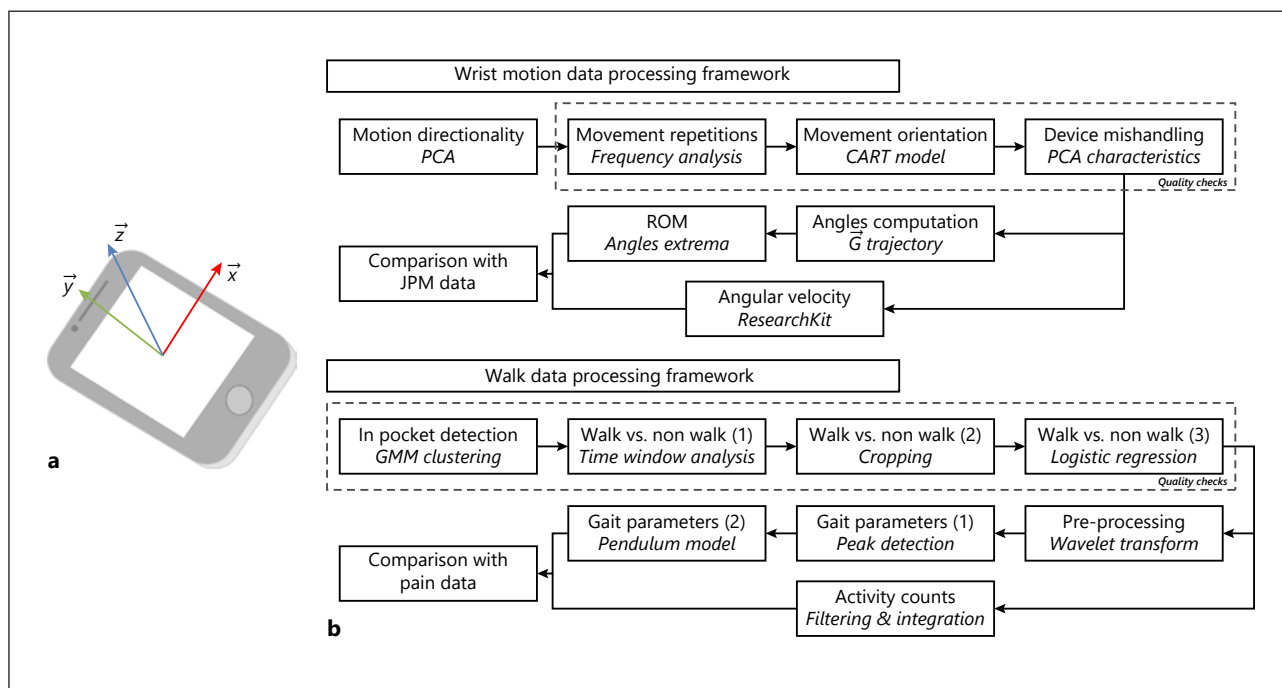 Wrist motion data processing framework
Motion directionality
PCA
Movement repetitions
Frequency analysis
Movement orientation
CART model
Device mishandling
PCA characteristics
Quality checks
ROM
Angles extrema
Angles computation
G⃗ trajectory
Comparison with
JPM data
Angular velocity
ResearchKit
z⃗
x⃗
y⃗
a
Walk data processing framework
In pocket detection
GMM clustering
Walk vs. non walk (1)
Time window analysis
Walk vs. non walk (2)
Cropping
Walk vs. non walk (3)
Logistic regression
Quality checks
Gait parameters (2)
Pendulum model
Gait parameters (1)
Peak detection
Pre-processing
Wavelet transform
Comparison with
pain data
Activity counts
Filtering & integration
b